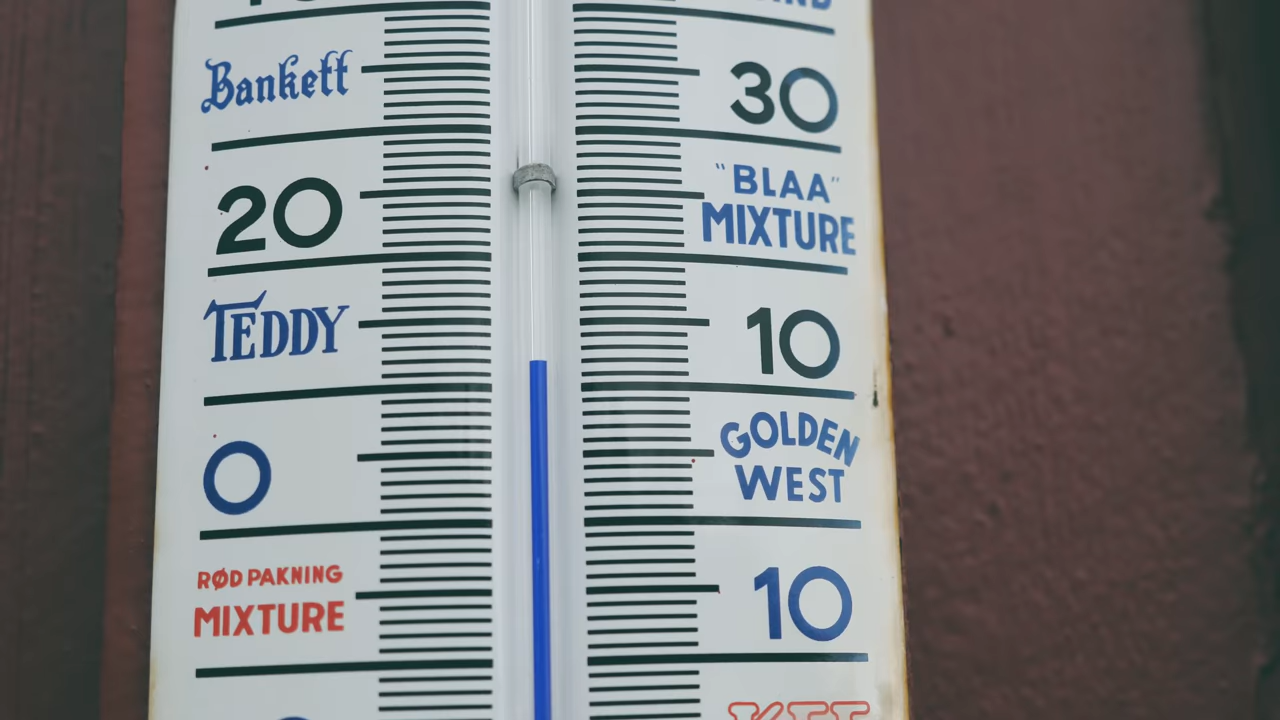 Bankett
30
20
"BLAA"
MIXTURE
TEDDY
10
0
GOLDEN
WEST
RØD PAKNING
MIXTURE
10